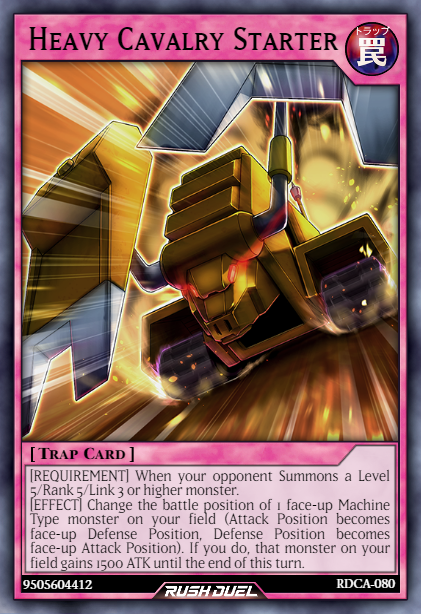 HEAVY CAVALRY STARTER
トラップ
罠
[ TRAP CARD ]
[REQUIREMENT] When your opponent Summons a Level
5/Rank 5/Link 3 or higher monster.
[EFFECT] Change the battle position of 1 face-up Machine
Type monster on your field (Attack Position becomes
face-up Defense Position, Defense Position becomes
face-up Attack Position). If you do, that monster on your
field gains 1500 ATK until the end of this turn.
9505604412
RUSH DUEL
RDCA-080